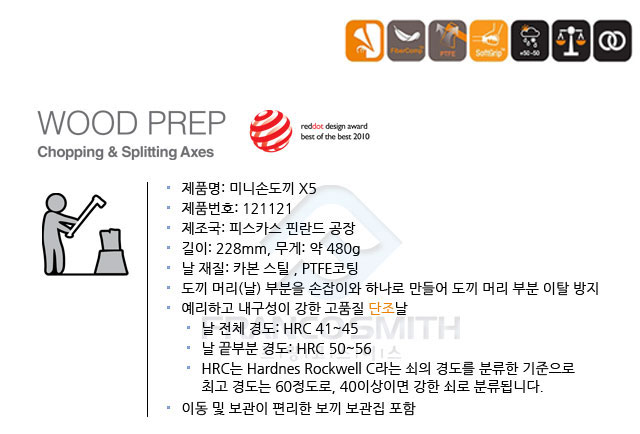 FiberComp
PTFE
SoftGrip
+50 -50
WOOD PREP
reddot design award
best of the best 2010
Chopping & Splitting Axes
제품명: 미니손도끼 X5
제품번호: 121121
제조국: 피스카스 핀란드 공장
길이: 228mm, 무게: 약 480g
날 재질: 카본 스틸 , PTFE코팅
도끼 머리(날) 부분을 손잡이와 하나로 만들어 도끼 머리 부분 이탈 방지
예리하고 내구성이 강한 고품질 단조날
날 전체 경도: HRC 41~45
날 끝부분 경도: HRC 50~56
HRC는 Hardnes Rockwell C라는 쇠의 경도를 분류한 기준으로
최고 경도는 60정도로, 40이상이면 강한 쇠로 분류됩니다.
이동 및 보관이 편리한 보끼 보관집 포함